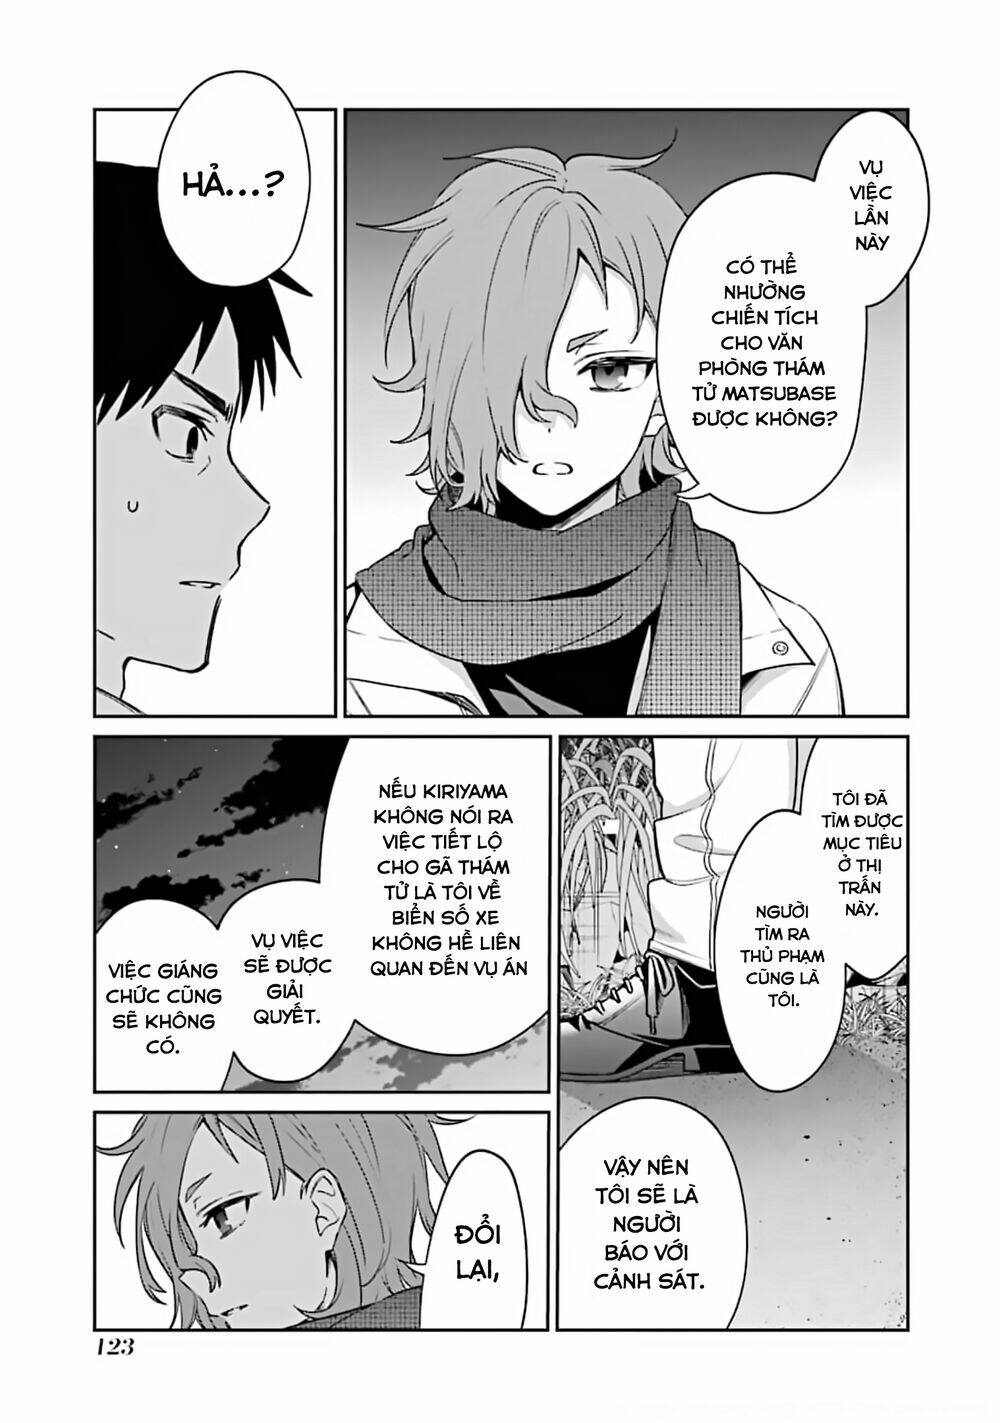 VỤ
VIỆC
LẦN
NÀY
CÓ THỂ
NHƯỜNG
CHIẾN TÍCH
CHO VĂN
PHÒNG THÁM
TỬ MATSUBASE
ĐƯỢC KHÔNG?
HẢ...?
TÔI ĐÃ
TÌM ĐƯỢC
MỤC TIÊU
Ở THỊ
TRẤN
NÀY.
NGƯỜI
TÌM RA
THỦ PHẠM
CŨNG LÀ
TÔI.
VẬY NÊN
TÔI SẼ LÀ
NGƯỜI
BÁO VỚI
CẢNH SÁT.
NẾU KIRIYAMA
KHÔNG NÓI RA
VIỆC TIẾT LỘ
CHO GÃ THÁM
TỬ LÀ TÔI VỀ
BIỂN SỐ XE
KHÔNG HỀ LIÊN
QUAN ĐẾN VỤ ÁN
VỤ VIỆC
SẼ ĐƯỢC
GIẢI
QUYẾT.
VIỆC GIÁNG
CHỨC CŨNG
SẼ KHÔNG
CÓ.
ĐỔI
LẠI,
123